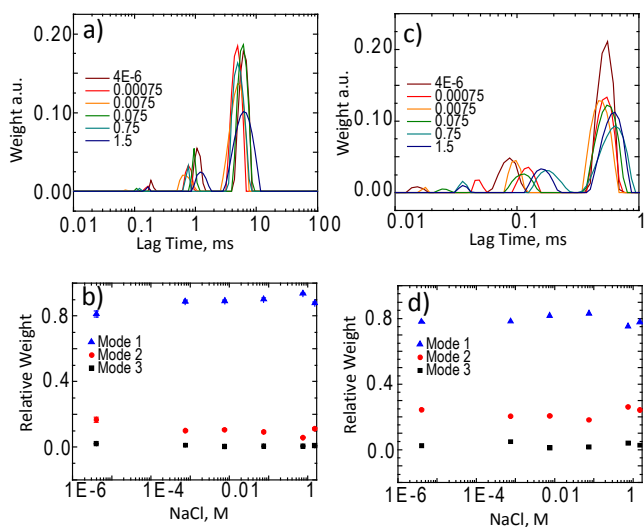 a)
0.20
0.10
0.00
Weight a.u.
4E-6
0.00075
0.0075
0.075
0.75
1.5
0.01 0.1 1 10 100
Lag Time, ms
c)
0.20
0.10
0.00
Weight a.u.
4E-6
0.00075
0.0075
0.075
0.75
1.5
0.01 0.1 1
Lag Time, ms
b)
0.8
0.4
0.0
Relative Weight
Mode 1
Mode 2
Mode 3
1E-6 1E-4 0.01 1
NaCl, M
d)
0.8
0.4
0.0
Relative Weight
Mode 1
Mode 2
Mode 3
1E-6 1E-4 0.01 1
NaCl, M